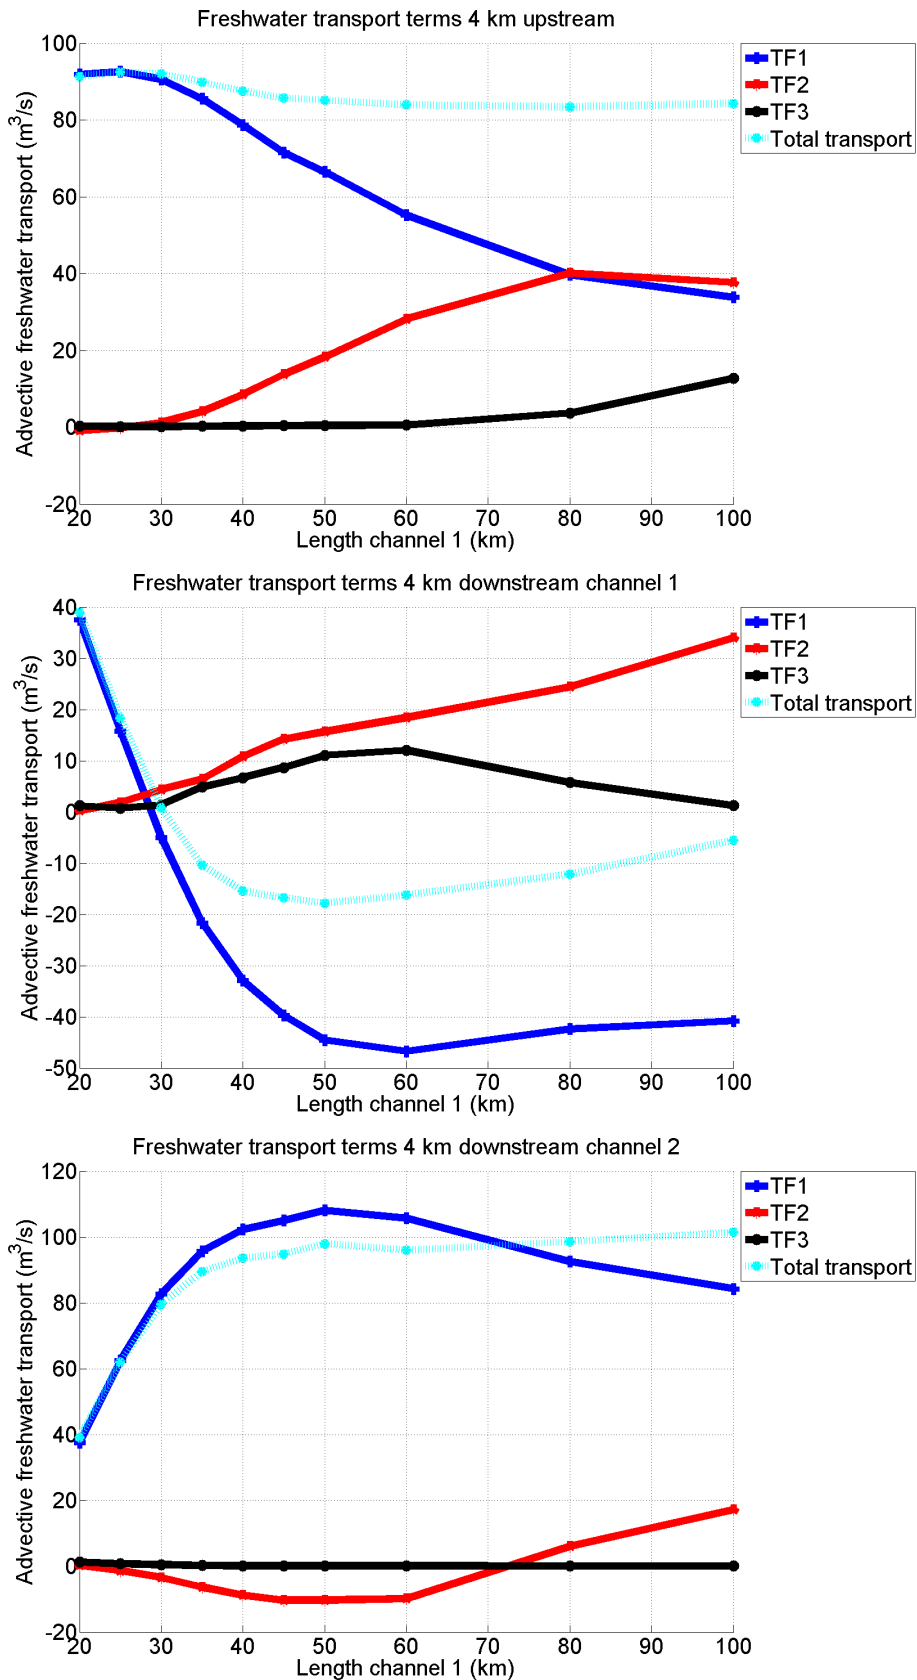 Freshwater transport terms 4 km upstream
Advective freshwater transport (m³/s)
100
80
60
40
20
0
-20
20 30 40 50 60 70 80 90 100
Length channel 1 (km)
TF1
TF2
TF3
Total transport
Freshwater transport terms 4 km downstream channel 1
Advective freshwater transport (m³/s)
40
30
20
10
0
-10
-20
-30
-40
-50
20 30 40 50 60 70 80 90 100
Length channel 1 (km)
TF1
TF2
TF3
Total transport
Freshwater transport terms 4 km downstream channel 2
Advective freshwater transport (m³/s)
120
100
80
60
40
20
0
-20
20 30 40 50 60 70 80 90 100
Length channel 1 (km)
TF1
TF2
TF3
Total transport